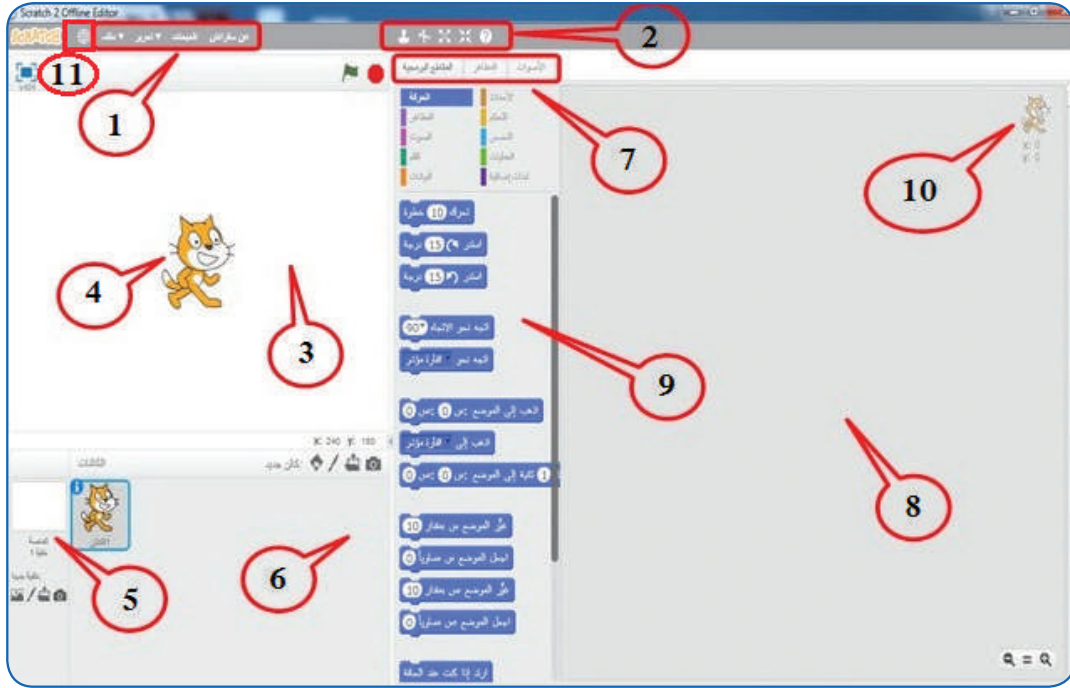 Scratch 2 Offline Editor
SCRATCH ملف ▼ تحرير ▼ تلميحات عن سكراتش
11
1
2
المقاطع البرمجية المظاهر الأصوات
7
الحركة الأحداث
المظاهر التحكم
الصوت التحسس
القلم العمليات
البيانات لبنات إضافية
x: 0
y: 0
10
تحرك 10 خطوة
استدر 15 درجة
استدر 15 درجة
4
3
اتجه نحو الاتجاه 90-
اتجه نحو ▼ الفأرة مؤشر
9
اذهب إلى الموضع س: 0 ص: 0
اذهب إلى ▼ الفأرة مؤشر
1 ثانية إلى الموضع س: 0 ص: 0
x: 240 y: 180
الكائنات كائن جديد:
الكائن1
المنصة
خلفية 1
خلفية جديدة
5
6
8
غيِّر الموضع س بمقدار 10
اجعل الموضع س مساوياً 0
غيِّر الموضع ص بمقدار 10
اجعل الموضع ص مساوياً 0
ارتد إذا كنت عند الحافة